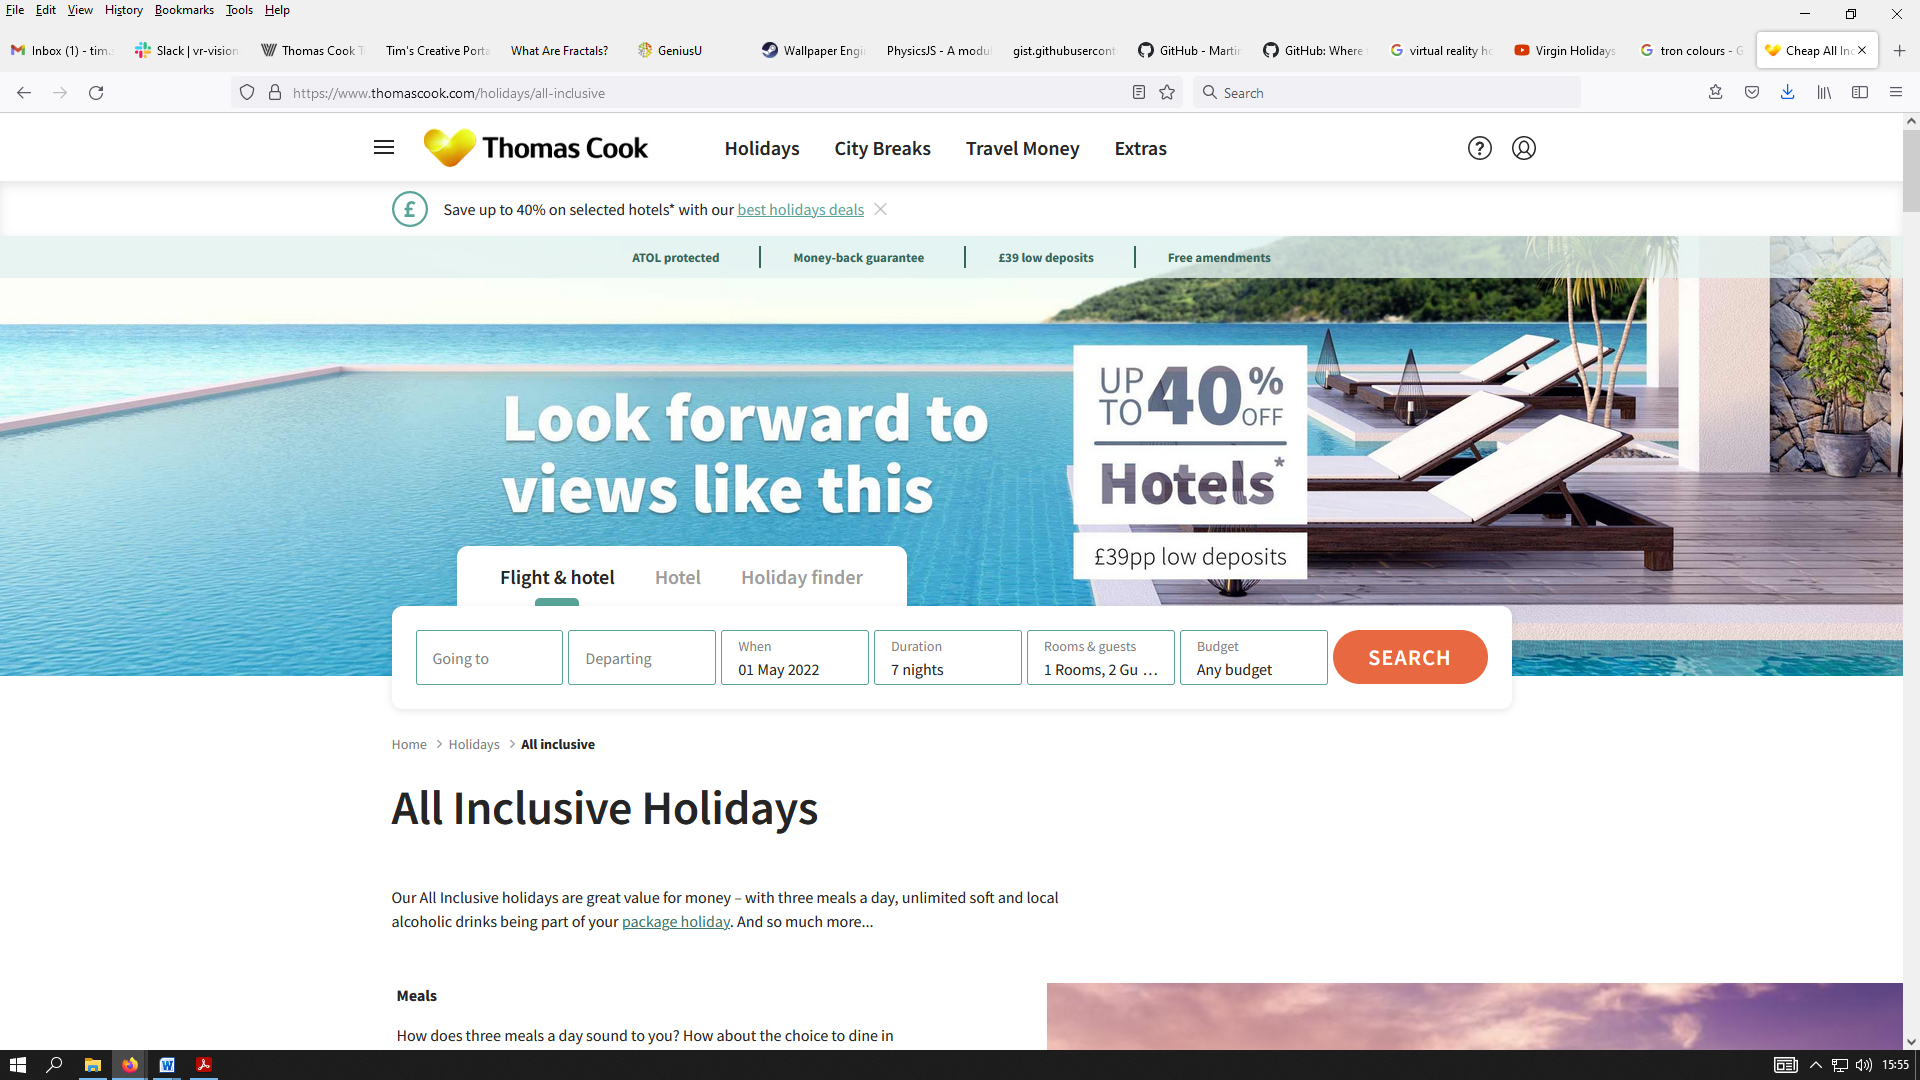 File Edit View History Bookmarks Tools Help
Inbox (1) - tim. Slack | vr-vision Thomas Cook T Tim's Creative Porta What Are Fractals? GeniusU Wallpaper Engi PhysicsJS - A modul gist.githubuserconte GitHub - Martin GitHub: Where virtual reality ho Virgin Holidays tron colours - G Cheap All Inc
https://www.thomascook.com/holidays/all-inclusive Search
Thomas Cook Holidays City Breaks Travel Money Extras ?
£ Save up to 40% on selected hotels* with our best holidays deals
ATOL protected Money-back guarantee £39 low deposits Free amendments
Look forward to
views like this
UP TO 40% OFF
Hotels*
£39pp low deposits
Flight & hotel Hotel Holiday finder
Going to Departing When 01 May 2022 Duration 7 nights Rooms & guests 1 Rooms, 2 Gu ... Budget Any budget SEARCH
Home > Holidays > All inclusive
All Inclusive Holidays
Our All Inclusive holidays are great value for money – with three meals a day, unlimited soft and local
alcoholic drinks being part of your package holiday. And so much more...
Meals
How does three meals a day sound to you? How about the choice to dine in
15:55